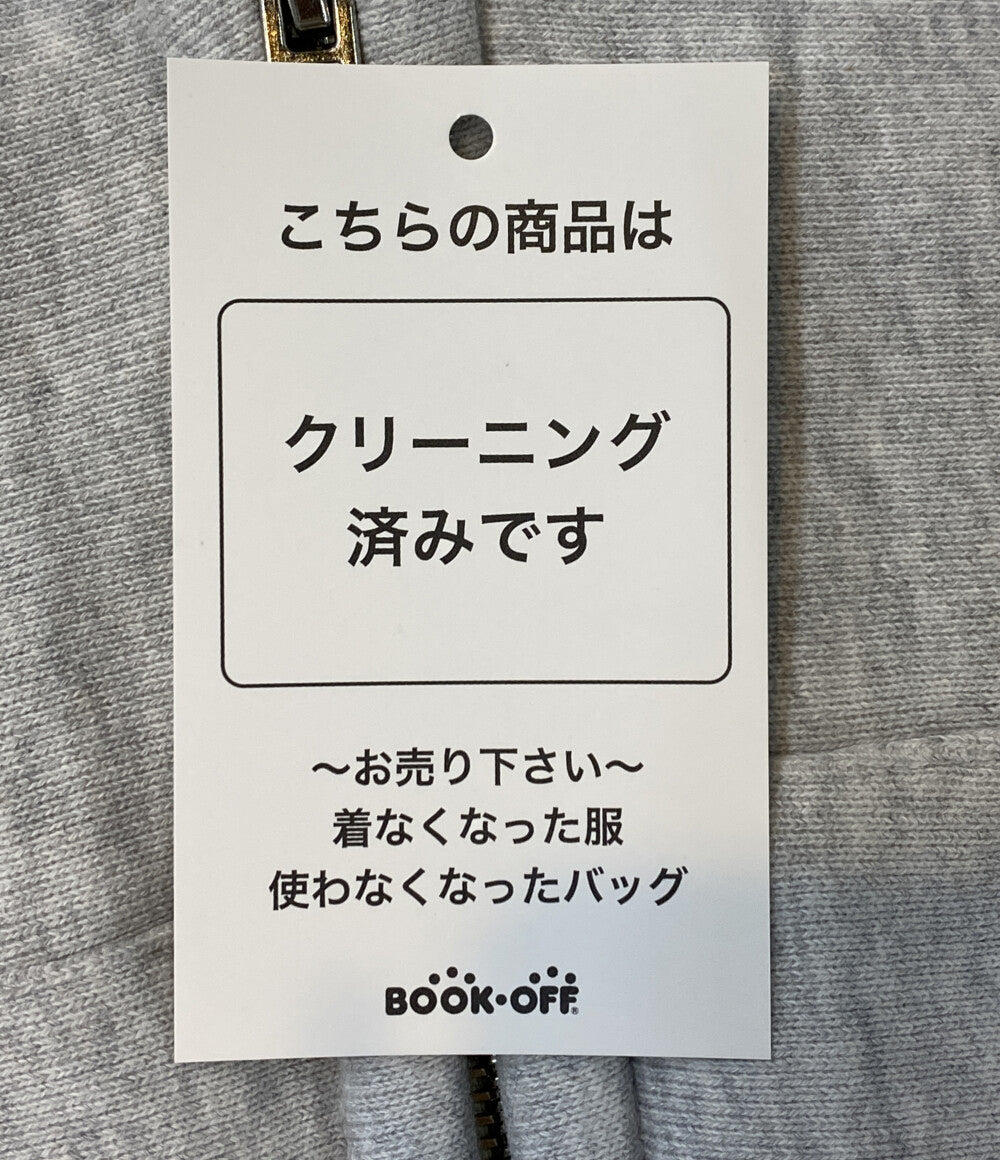 こちらの商品は
クリーニング
済みです
～お売り下さい～
着なくなった服
使わなくなったバッグ
BOOK・OFF®